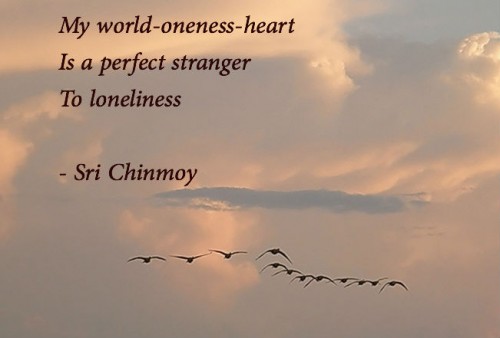 My world-oneness-heart
Is a perfect stranger
To loneliness
- Sri Chinmoy